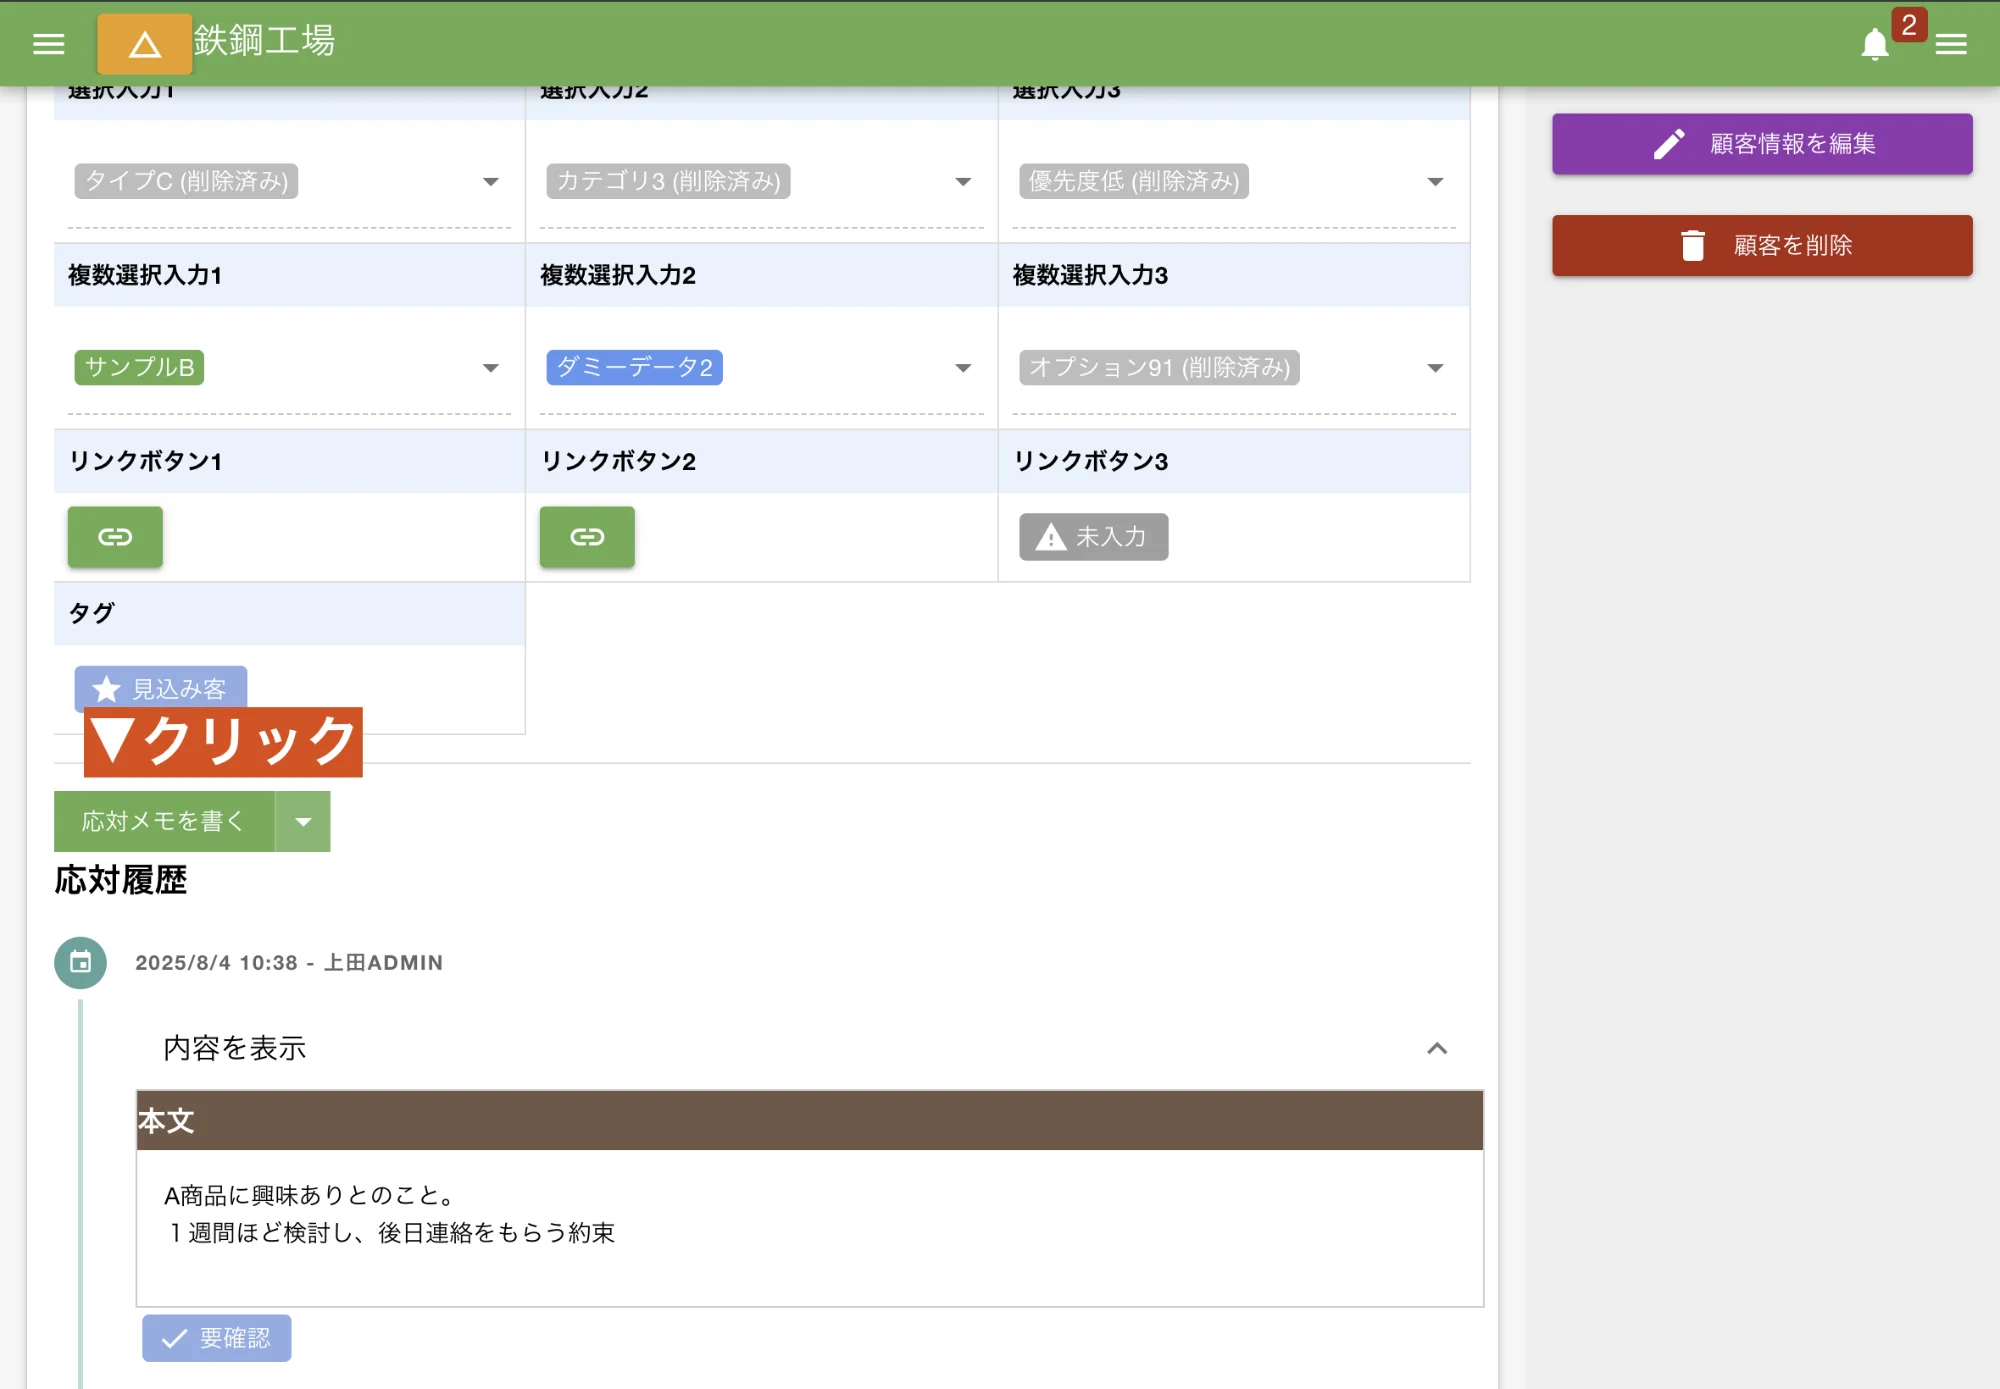 鉄鋼工場
2
選択入力1
選択入力2
選択入力3
顧客情報を編集
タイプC (削除済み)
カテゴリ3 (削除済み)
優先度低 (削除済み)
顧客を削除
複数選択入力1
複数選択入力2
複数選択入力3
サンプルB
ダミーデータ2
オプション91 (削除済み)
リンクボタン1
リンクボタン2
リンクボタン3
未入力
タグ
見込み客
▼クリック
応対メモを書く
応対履歴
2025/8/4 10:38 - 上田ADMIN
内容を表示
本文
A商品に興味ありとのこと。
１週間ほど検討し、後日連絡をもらう約束
要確認